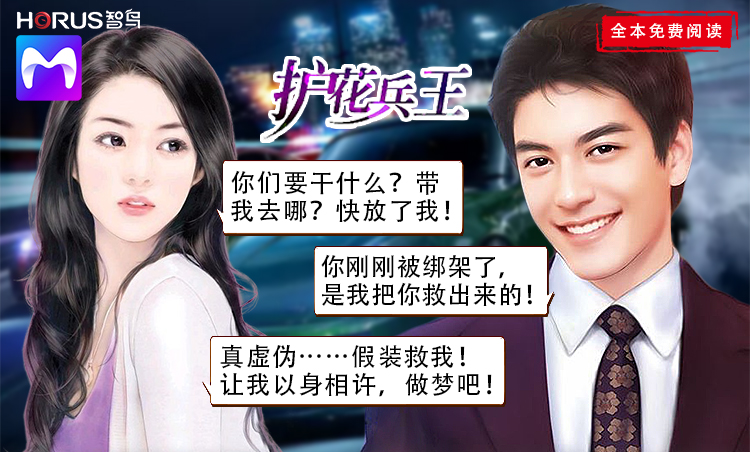 HORUS智鸟
全本免费阅读
护花兵王
你们要干什么？带
我去哪？快放了我！
你刚刚被绑架了，
是我把你救出来的！
真虚伪……假装救我！
让我以身相许，做梦吧！